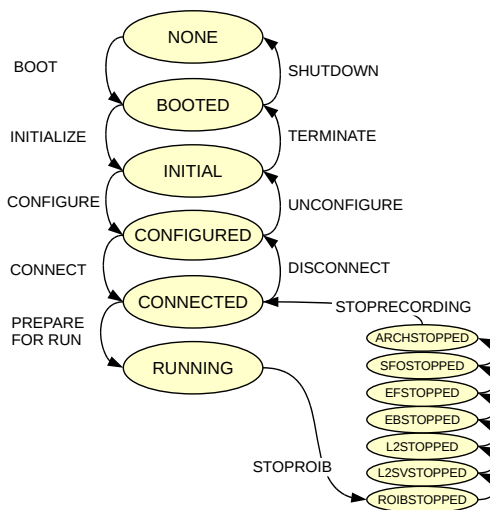 NONE
BOOT
SHUTDOWN
BOOTED
INITIALIZE
TERMINATE
INITIAL
CONFIGURE
UNCONFIGURE
CONFIGURED
CONNECT
DISCONNECT
CONNECTED
STOPRECORDING
PREPARE
FOR RUN
ARCHSTOPPED
RUNNING
SFOSTOPPED
EFSTOPPED
EBSTOPPED
L2STOPPED
STOPROIB
L2SVSTOPPED
ROIBSTOPPED